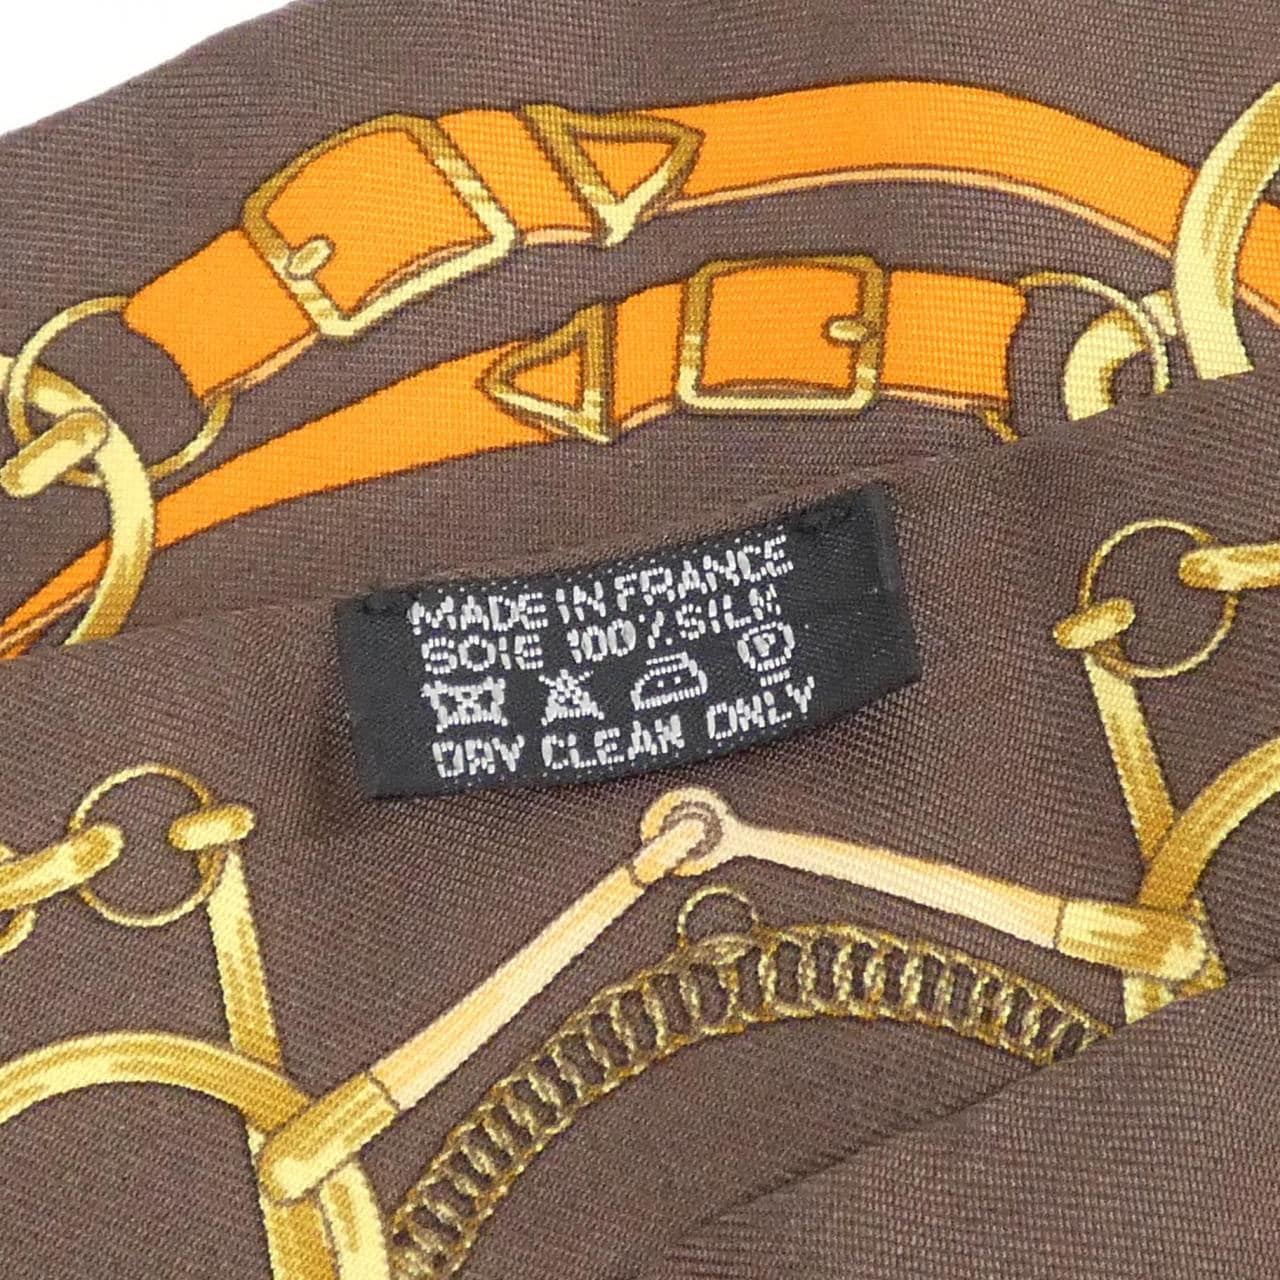 MADE IN FRANCE
SOIE 100% SILK
P
DRY CLEAN ONLY